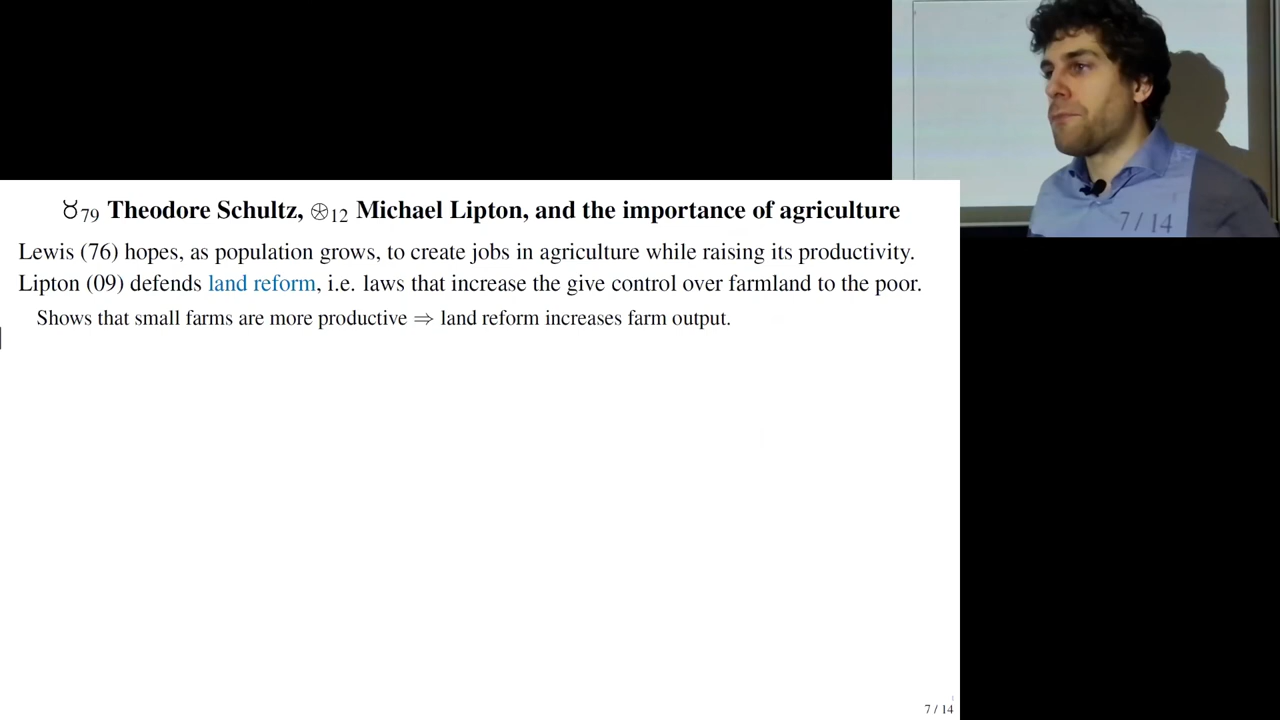 ♉79 Theodore Schultz, ⊛12 Michael Lipton, and the importance of agriculture
Lewis (76) hopes, as population grows, to create jobs in agriculture while raising its productivity.
Lipton (09) defends land reform, i.e. laws that increase the give control over farmland to the poor.
Shows that small farms are more productive ⇒ land reform increases farm output.
7 / 14
7 / 14